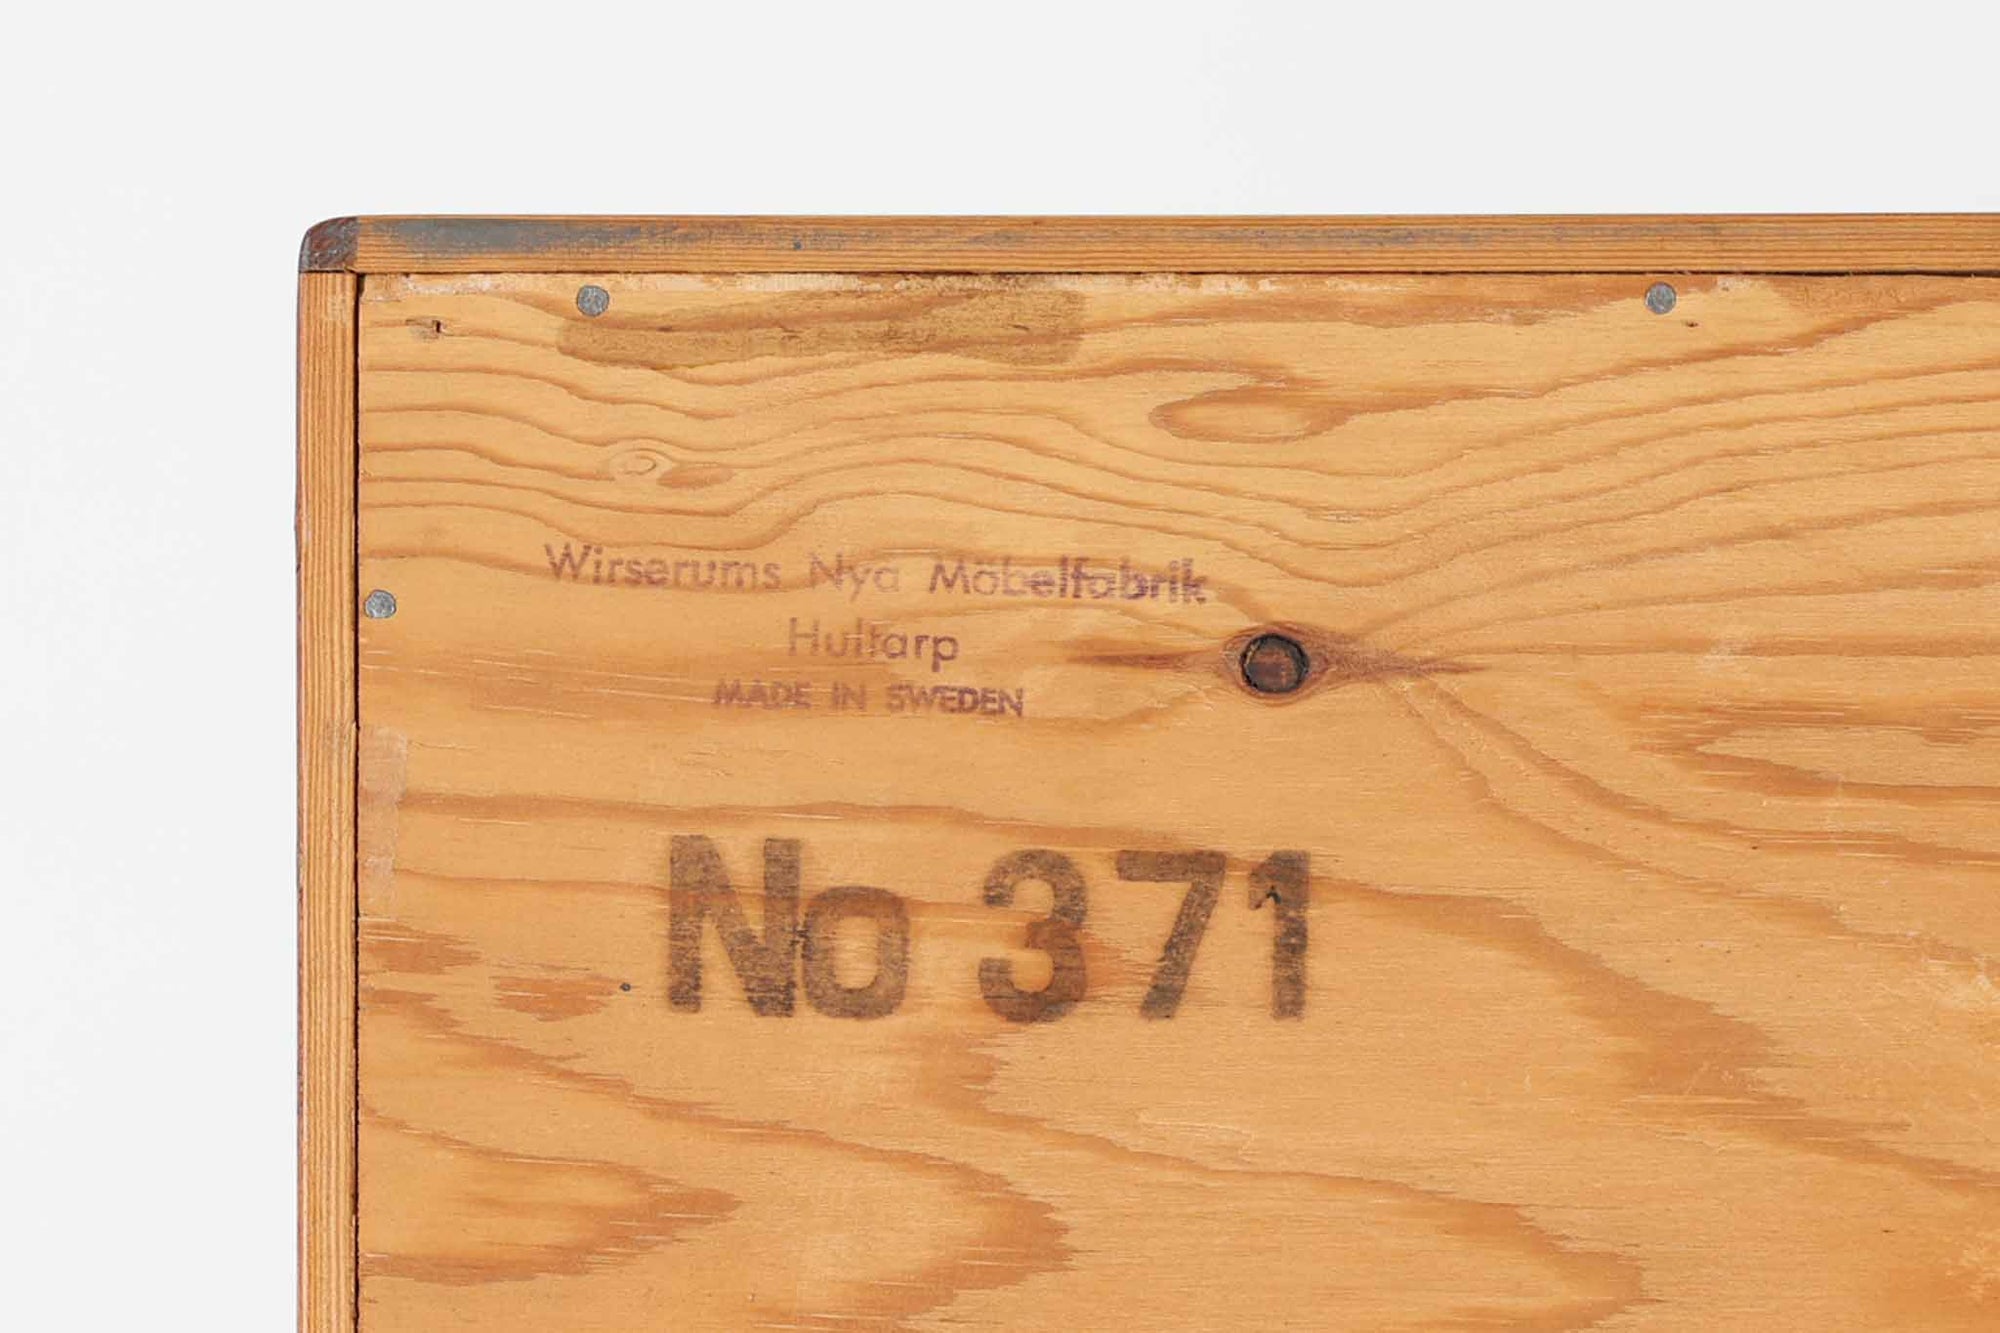 Wirserums Nya Möbelfabrik
Hultarp
MADE IN SWEDEN
No 371